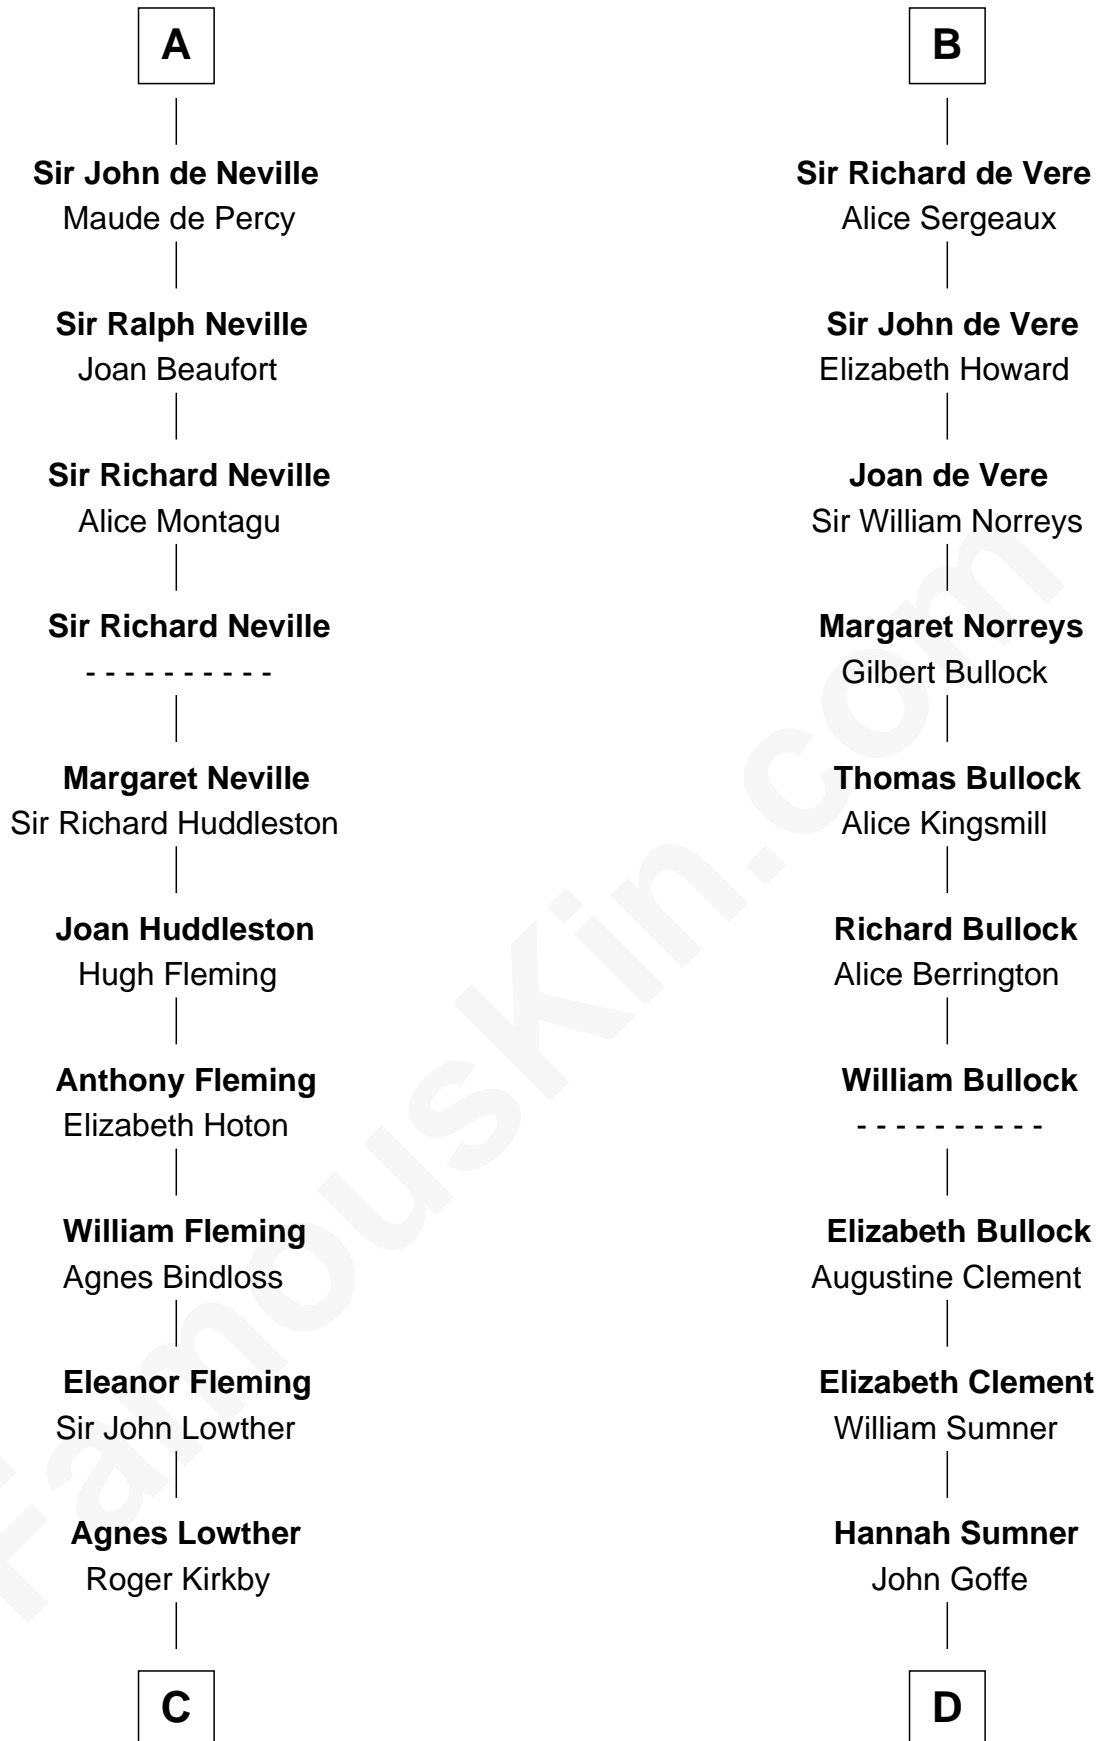 A
Sir John de Neville
Maude de Percy
Sir Ralph Neville
Joan Beaufort
Sir Richard Neville
Alice Montagu
Sir Richard Neville
- - - - - - - - - -
Margaret Neville
Sir Richard Huddleston
Joan Huddleston
Hugh Fleming
Anthony Fleming
Elizabeth Hoton
William Fleming
Agnes Bindloss
Eleanor Fleming
Sir John Lowther
Agnes Lowther
Roger Kirkby
C
B
Sir Richard de Vere
Alice Sergeaux
Sir John de Vere
Elizabeth Howard
Joan de Vere
Sir William Norreys
Margaret Norreys
Gilbert Bullock
Thomas Bullock
Alice Kingsmill
Richard Bullock
Alice Berrington
William Bullock
- - - - - - - - - -
Elizabeth Bullock
Augustine Clement
Elizabeth Clement
William Sumner
Hannah Sumner
John Goffe
D
FamousKin.com